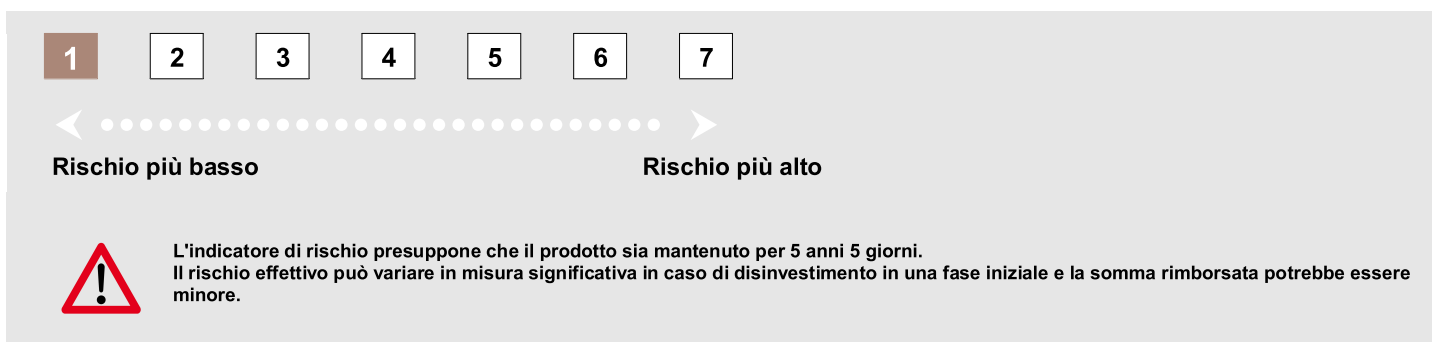 1 2 3 4 5 6 7
Rischio più basso Rischio più alto
L'indicatore di rischio presuppone che il prodotto sia mantenuto per 5 anni 5 giorni.
Il rischio effettivo può variare in misura significativa in caso di disinvestimento in una fase iniziale e la somma rimborsata potrebbe essere
minore.